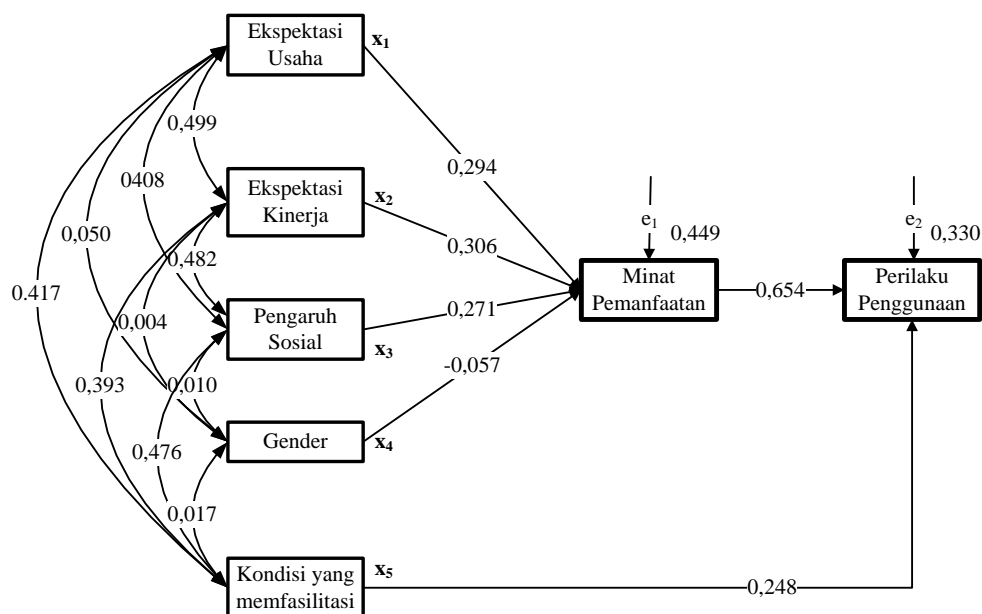 Ekspektasi
Usaha
x₁
0,499
0,294
0408
Ekspektasi
Kinerja
x₂
0,050
0,306
0,482
e₁
0,449
e₂
0,330
Minat
Pemanfaatan
0,654
Perilaku
Penggunaan
0.417
0,004
Pengaruh
Sosial
x₃
0,271
-0,057
0,393
0,010
Gender
x₄
0,476
0,017
Kondisi yang
memfasilitasi
x₅
0,248